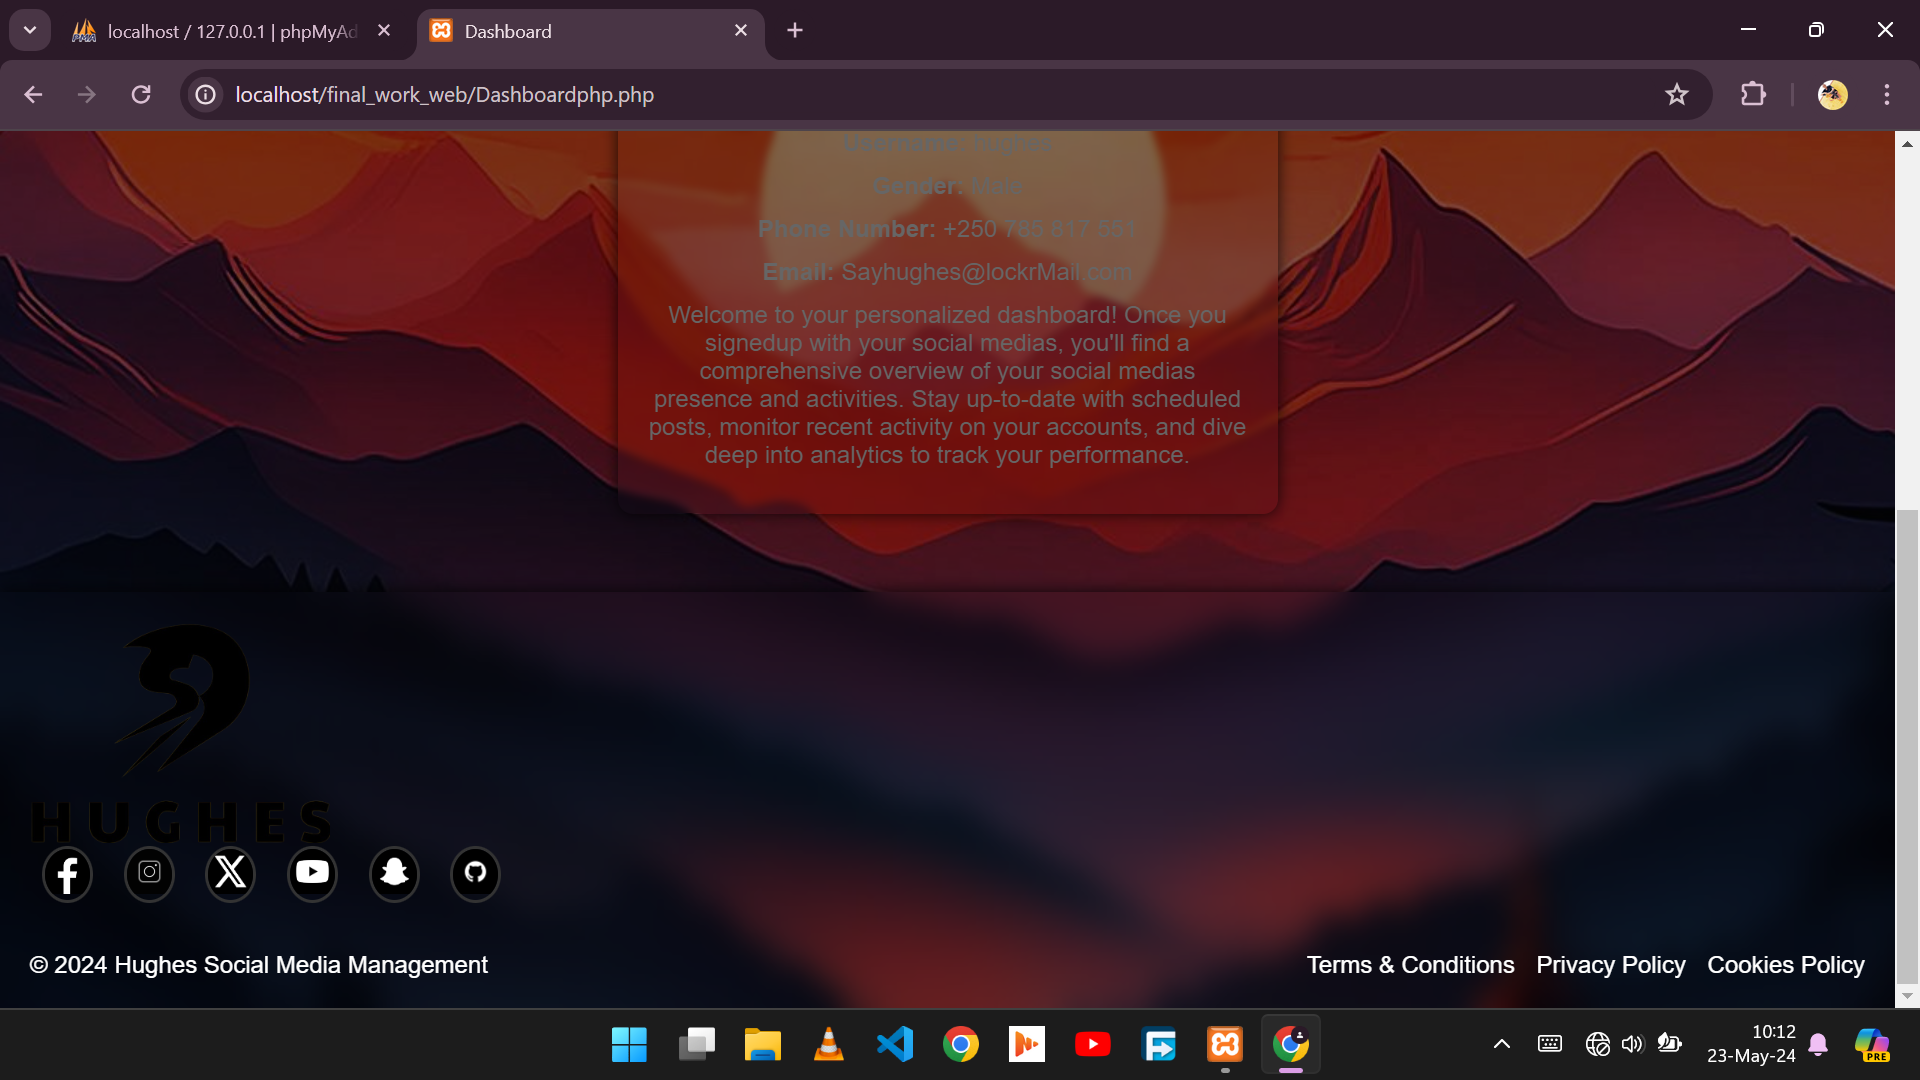 localhost / 127.0.0.1 | phpMyAd
Dashboard
localhost/final_work_web/Dashboardphp.php
Username: hughes
Gender: Male
Phone Number: +250 785 817 551
Email: Sayhughes@lockrMail.com
Welcome to your personalized dashboard! Once you
signedup with your social medias, you'll find a
comprehensive overview of your social medias
presence and activities. Stay up-to-date with scheduled
posts, monitor recent activity on your accounts, and dive
deep into analytics to track your performance.
HUGHES
© 2024 Hughes Social Media Management
Terms & Conditions Privacy Policy Cookies Policy
10:12
23-May-24
PRE